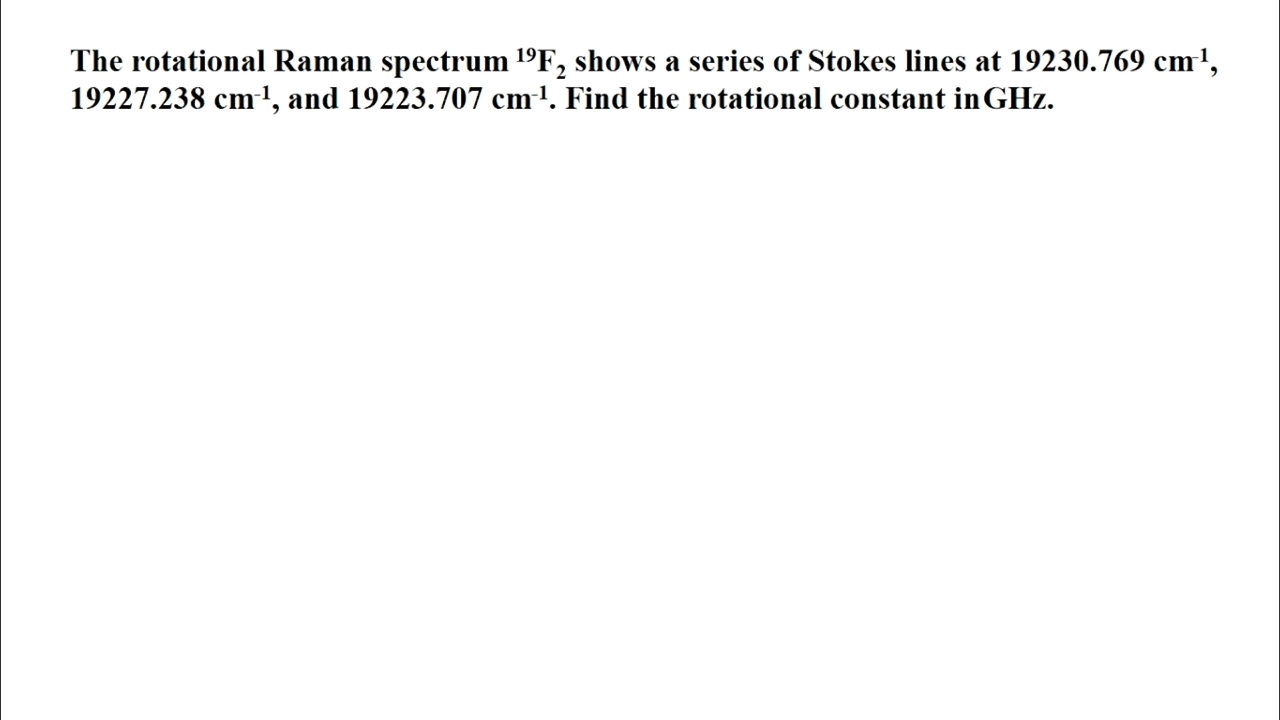 The rotational Raman spectrum ¹⁹F₂ shows a series of Stokes lines at 19230.769 cm⁻¹,
19227.238 cm⁻¹, and 19223.707 cm⁻¹. Find the rotational constant in GHz.